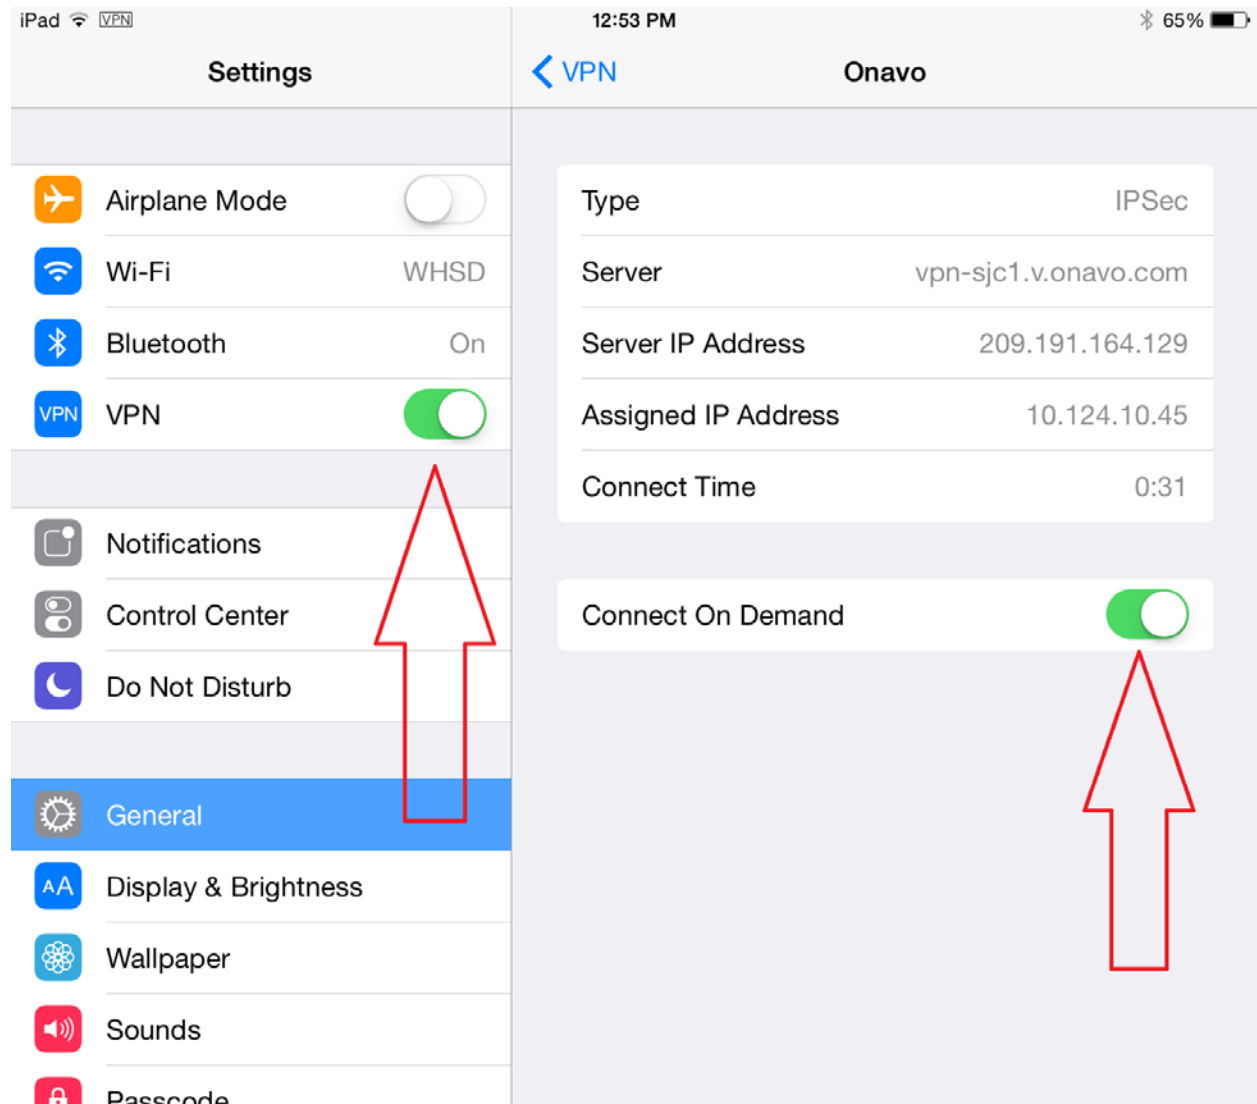 iPad VPN 12:53 PM 65%
Settings
VPN Onavo
Airplane Mode
Wi-Fi WHSD
Bluetooth On
VPN VPN
Notifications
Control Center
Do Not Disturb
General
AA Display & Brightness
Wallpaper
Sounds
Passcode
Type IPSec
Server vpn-sjc1.v.onavo.com
Server IP Address 209.191.164.129
Assigned IP Address 10.124.10.45
Connect Time 0:31
Connect On Demand